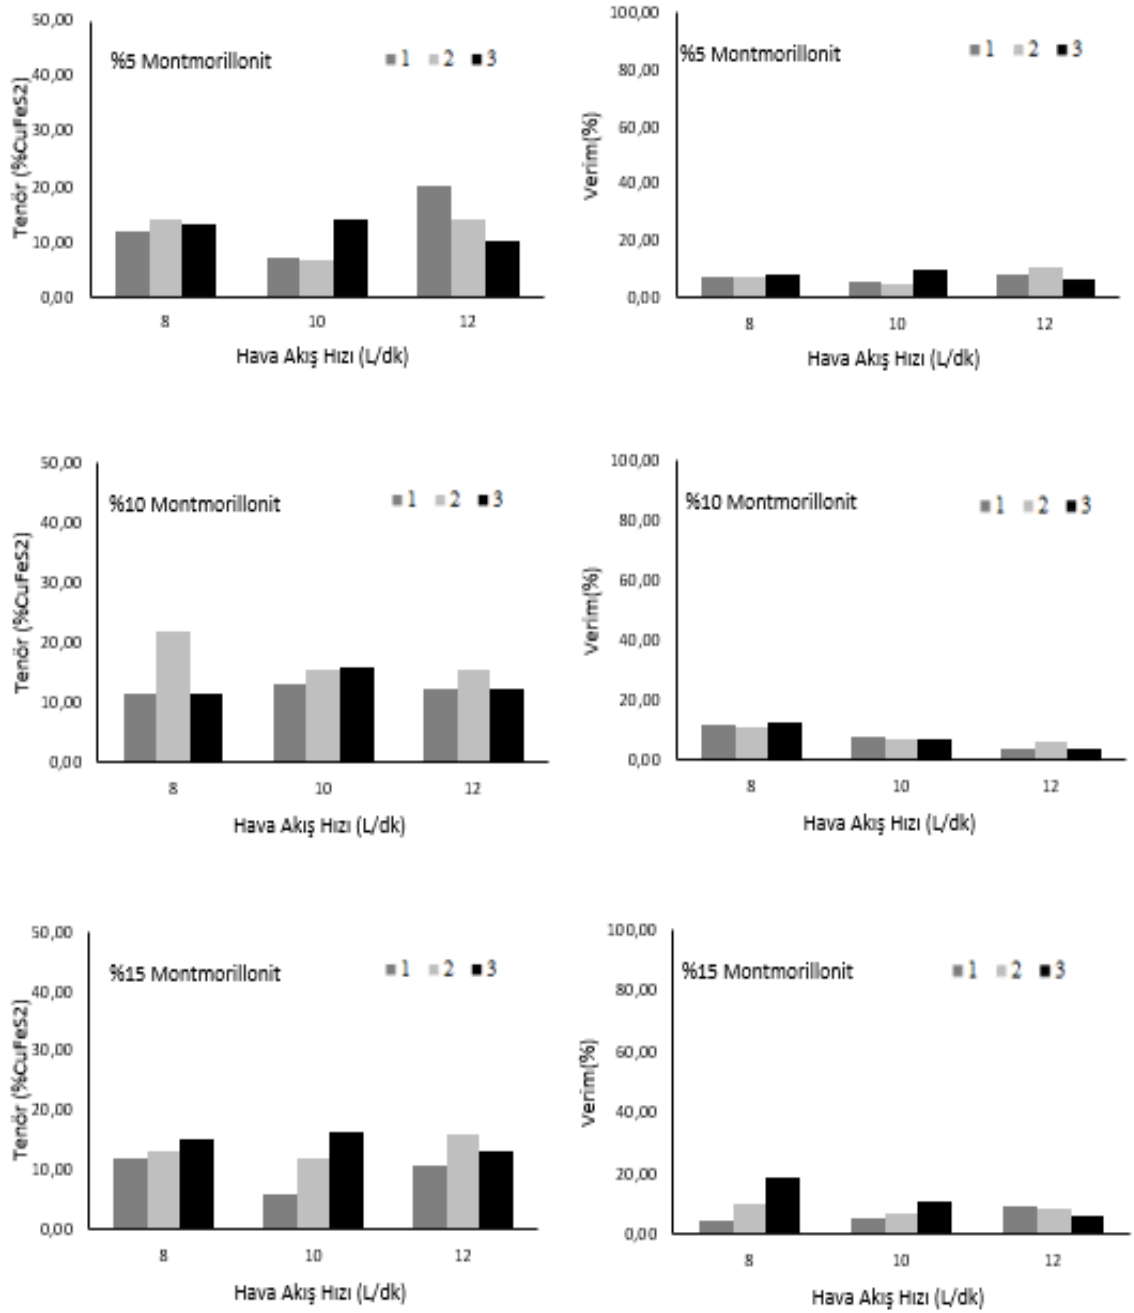 50,00
40,00
30,00
20,00
10,00
0,00
Tenör (%CuFeS2)
%5 Montmorillonit
1 2 3
8 10 12
Hava Akış Hızı (L/dk)
100,00
80,00
60,00
40,00
20,00
0,00
Verim(%)
%5 Montmorillonit
1 2 3
8 10 12
Hava Akış Hızı (L/dk)
50,00
40,00
30,00
20,00
10,00
0,00
Tenör (%CuFeS2)
%10 Montmorillonit
1 2 3
8 10 12
Hava Akış Hızı (L/dk)
100,00
80,00
60,00
40,00
20,00
0,00
Verim(%)
%10 Montmorillonit
1 2 3
8 10 12
Hava Akış Hızı (L/dk)
50,00
40,00
30,00
20,00
10,00
0,00
Tenör (%CuFeS2)
%15 Montmorillonit
1 2 3
8 10 12
Hava Akış Hızı (L/dk)
100,00
80,00
60,00
40,00
20,00
0,00
Verim(%)
%15 Montmorillonit
1 2 3
8 10 12
Hava Akış Hızı (L/dk)